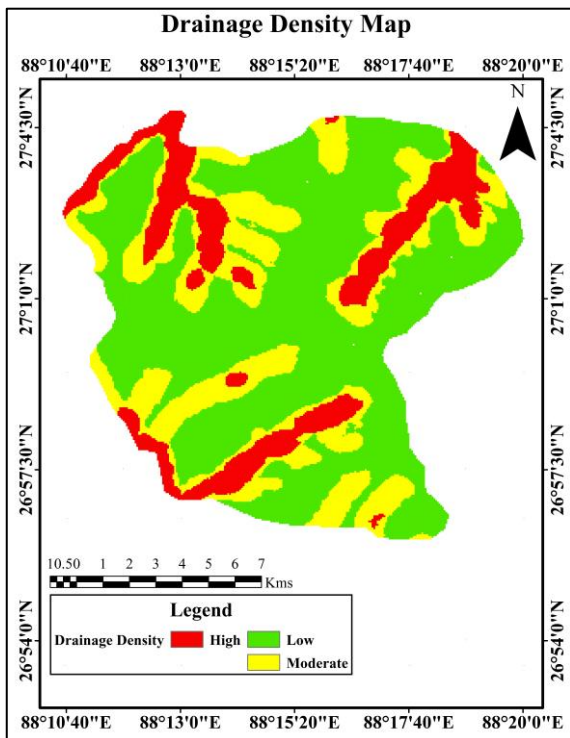 Drainage Density Map
88°10'40"E 88°13'0"E 88°15'20"E 88°17'40"E 88°20'0"E
N
27°4'30"N
27°4'30"N
27°1'0"N
27°1'0"N
26°57'30"N
26°57'30"N
26°54'0"N
26°54'0"N
10.50 1 2 3 4 5 6 7
Kms
Legend
Drainage Density High Low
Moderate
88°10'40"E 88°13'0"E 88°15'20"E 88°17'40"E 88°20'0"E